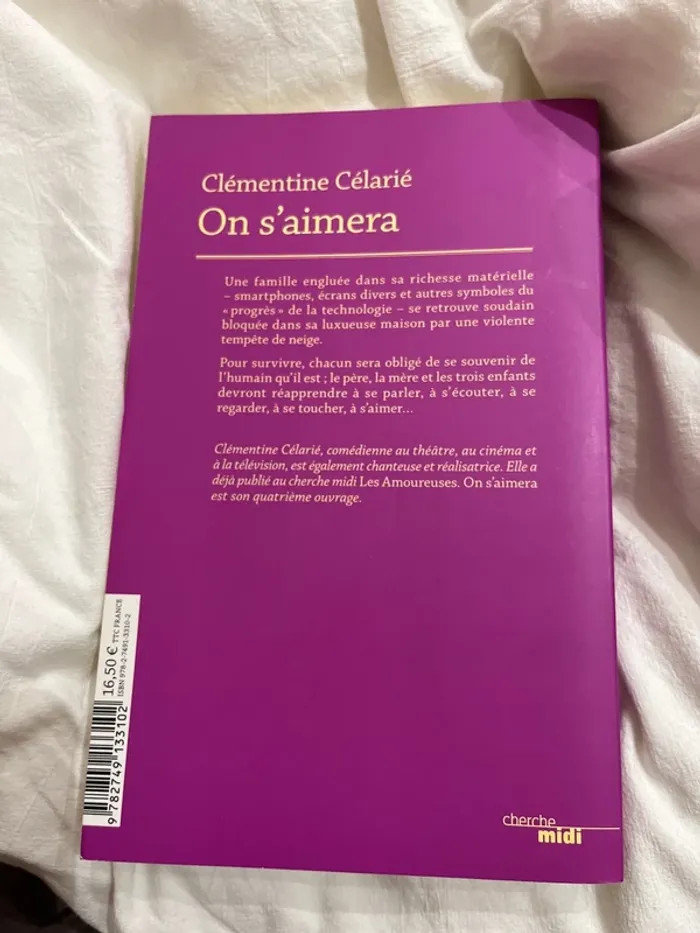 Clémentine Célarié
On s'aimera
Une famille engluée dans sa richesse matérielle
– smartphones, écrans divers et autres symboles du
« progrès » de la technologie – se retrouve soudain
bloquée dans sa luxueuse maison par une violente
tempête de neige.
Pour survivre, chacun sera obligé de se souvenir de
l'humain qu'il est ; le père, la mère et les trois enfants
devront réapprendre à se parler, à s'écouter, à se
regarder, à se toucher, à s'aimer…
Clémentine Célarié, comédienne au théâtre, au cinéma et
à la télévision, est également chanteuse et réalisatrice. Elle a
déjà publié au cherche midi Les Amoureuses. On s'aimera
est son quatrième ouvrage.
16,50 € TTC FRANCE
ISBN 978-2-7491-3310-2
9 782749 133102
cherche
midi